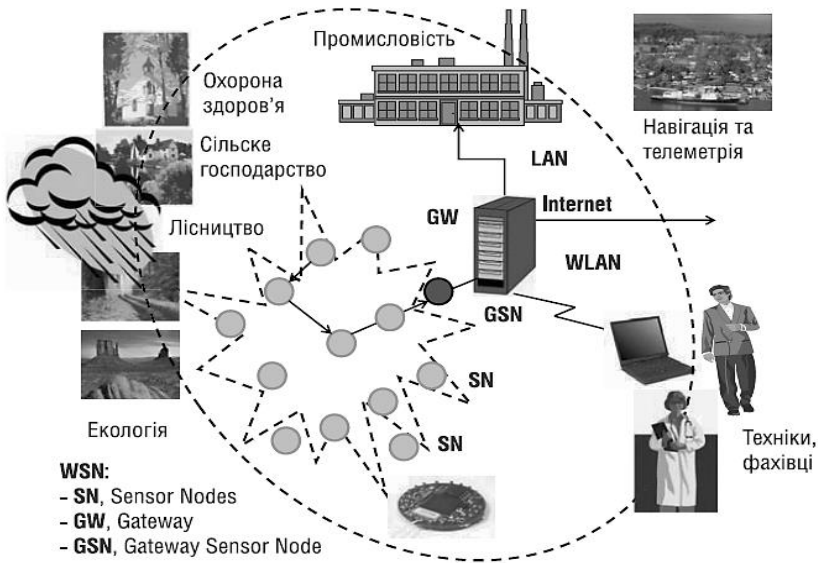 Промисловість
Охорона
здоров’я
Навігація та
телеметрія
Сільске
господарство
LAN
Лісництво
GW
Internet
WLAN
GSN
SN
SN
Екологія
Техніки,
фахівці
WSN:
- SN, Sensor Nodes
- GW, Gateway
- GSN, Gateway Sensor Node